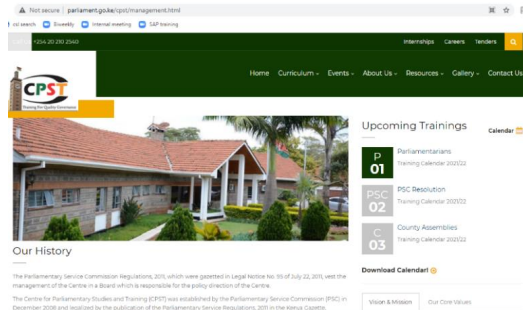 Not secure | parliament.go.ke/cpst/management.html
csl search Biweekly Internal meeting SAP training
+254 20 291 2540 Internships Careers Tenders
Home Curriculum Events About Us Resources Gallery Contact Us
CPST
Training For Quality Governance
Upcoming Trainings Calendar
P
01
Parliamentarians
Training Calendar 2021/22
PSC
02
PSC Resolution
Training Calendar 2021/22
C
03
County Assemblies
Training Calendar 2021/22
Download Calendar!
Our History
The Parliamentary Service Commission Regulations, 2011, which were gazetted in Legal Notice No. 95 of July 22, 2011, vest the
management of the Centre in a Board which is responsible for the policy direction of the Centre.
The Centre for Parliamentary Studies and Training (CPST) was established by the Parliamentary Service Commission (PSC) in
December 2008 and legalized by the publication of the Parliamentary Service Regulations, 2011 in the Kenya Gazette.
Vision & Mission Our Core Values